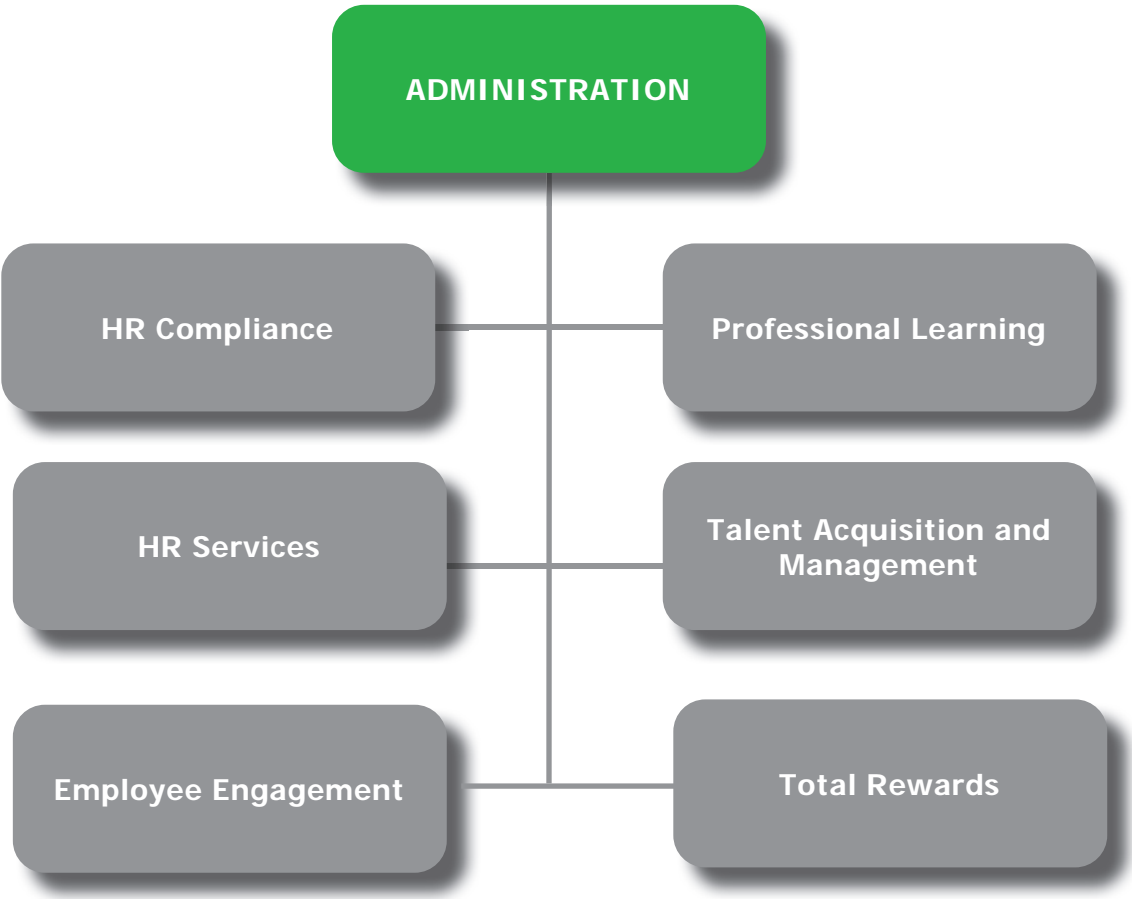 ADMINISTRATION
HR Compliance
Professional Learning
HR Services
Talent Acquisition and
Management
Employee Engagement
Total Rewards